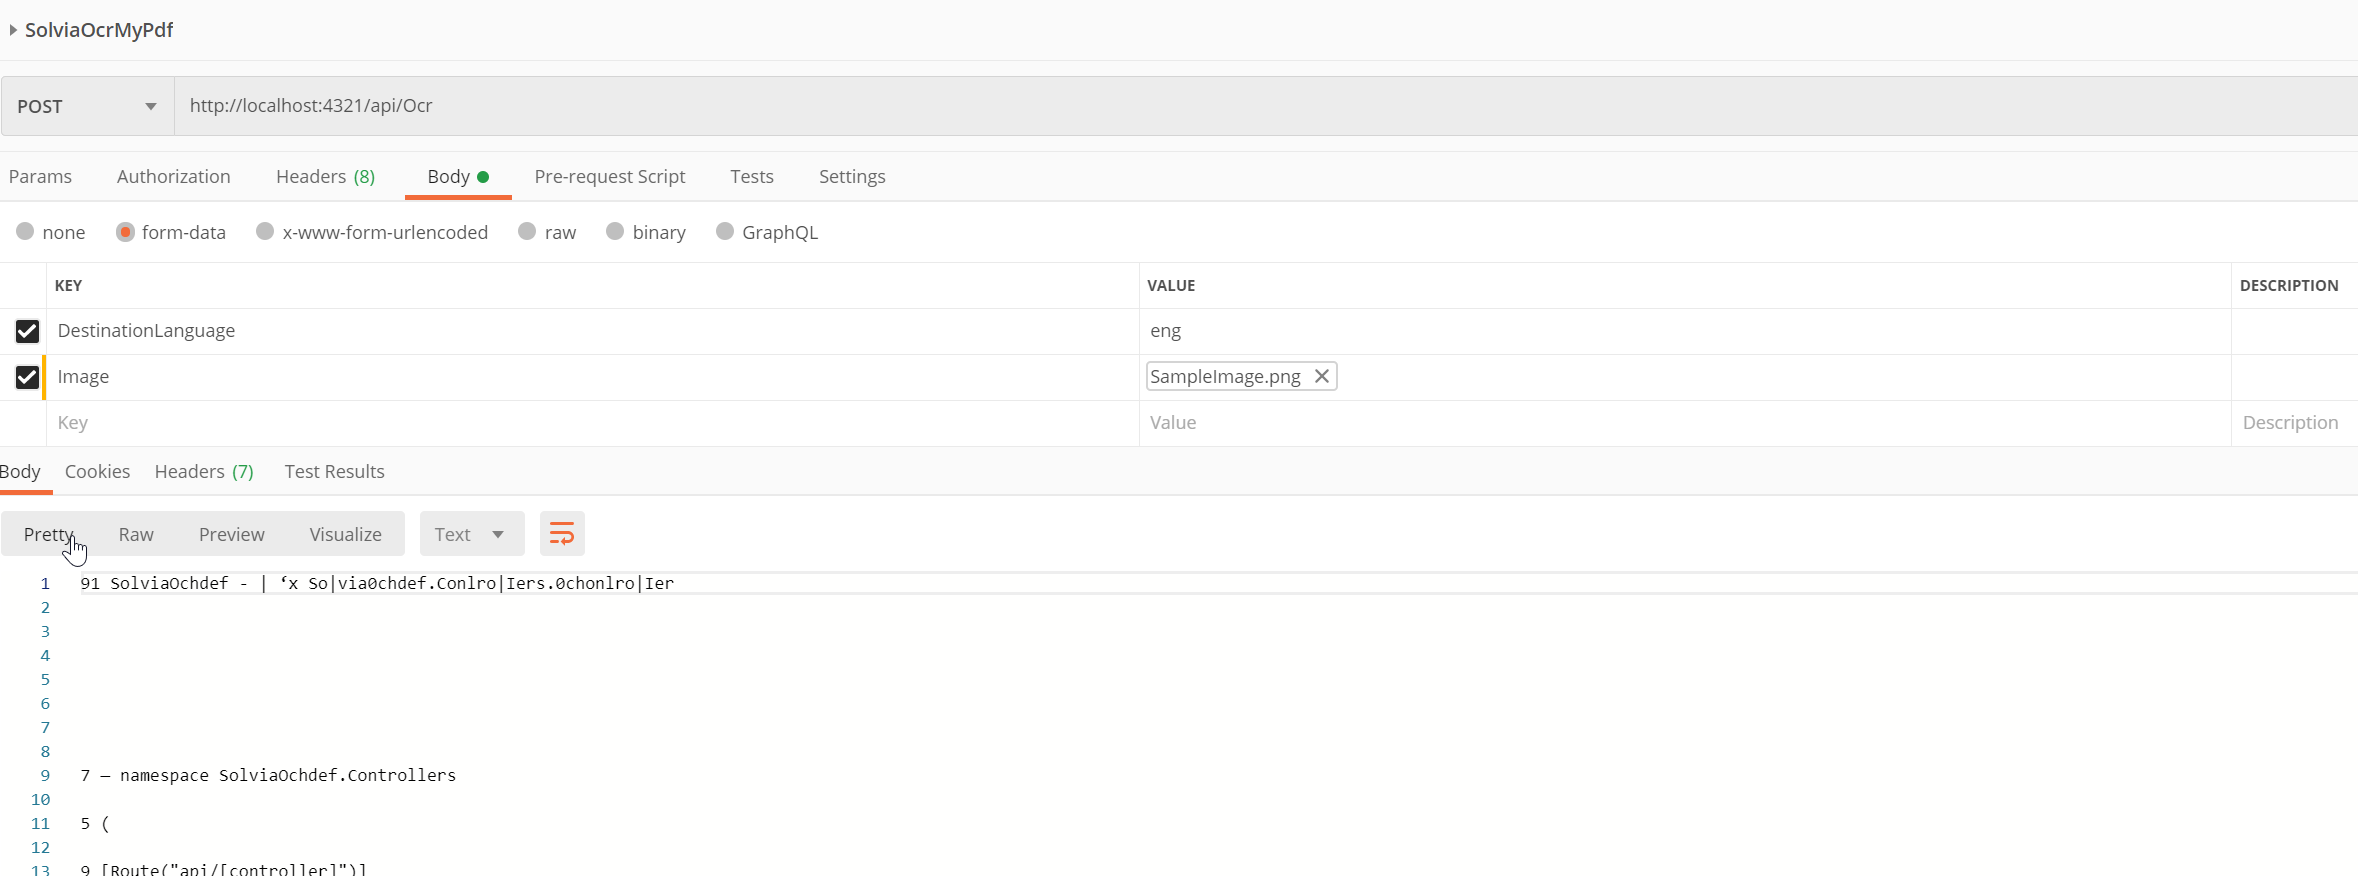 SolviaOcrMyPdf
POST http://localhost:4321/api/Ocr
Params Authorization Headers (8) Body Pre-request Script Tests Settings
none form-data x-www-form-urlencoded raw binary GraphQL
KEY VALUE DESCRIPTION
DestinationLanguage eng
Image SampleImage.png
Key Value Description
Body Cookies Headers (7) Test Results
Pretty Raw Preview Visualize Text
1 91 SolviaOchdef - | ‘x So|via0chdef.Conlro|Iers.0chonlro|Ier
2
3
4
5
6
7
8
9 7 — namespace SolviaOchdef.Controllers
10
11 5 (
12
13 9 [Route("api/[controller]")]